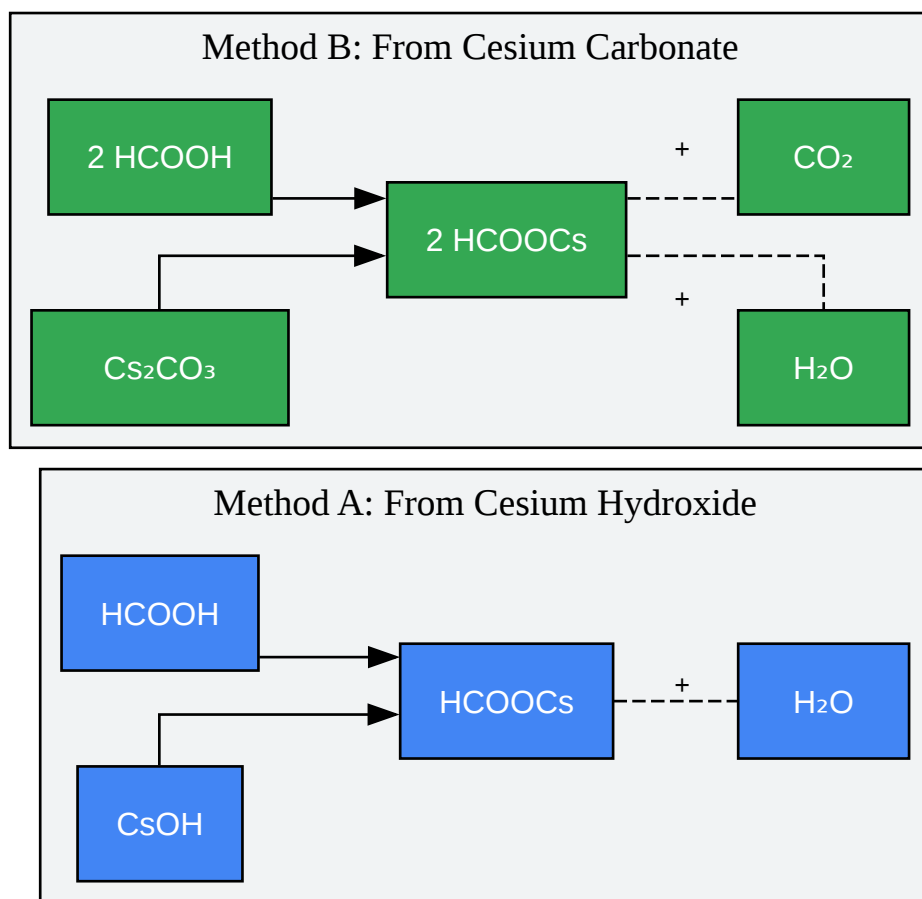 Method B: From Cesium Carbonate
2 HCOOH
+
CO₂
2 HCOOCs
+
Cs₂CO₃
H₂O
Method A: From Cesium Hydroxide
HCOOH
HCOOCs
+
H₂O
CsOH